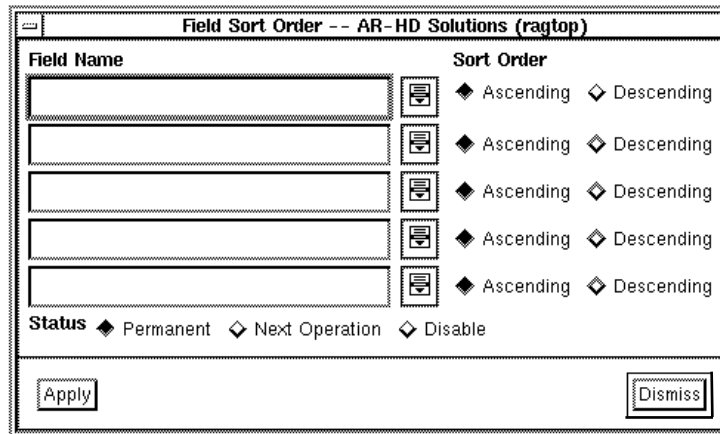 Field Sort Order -- AR-HD Solutions (ragtop)
Field Name Sort Order
Ascending Descending
Ascending Descending
Ascending Descending
Ascending Descending
Ascending Descending
Status Permanent Next Operation Disable
Apply Dismiss